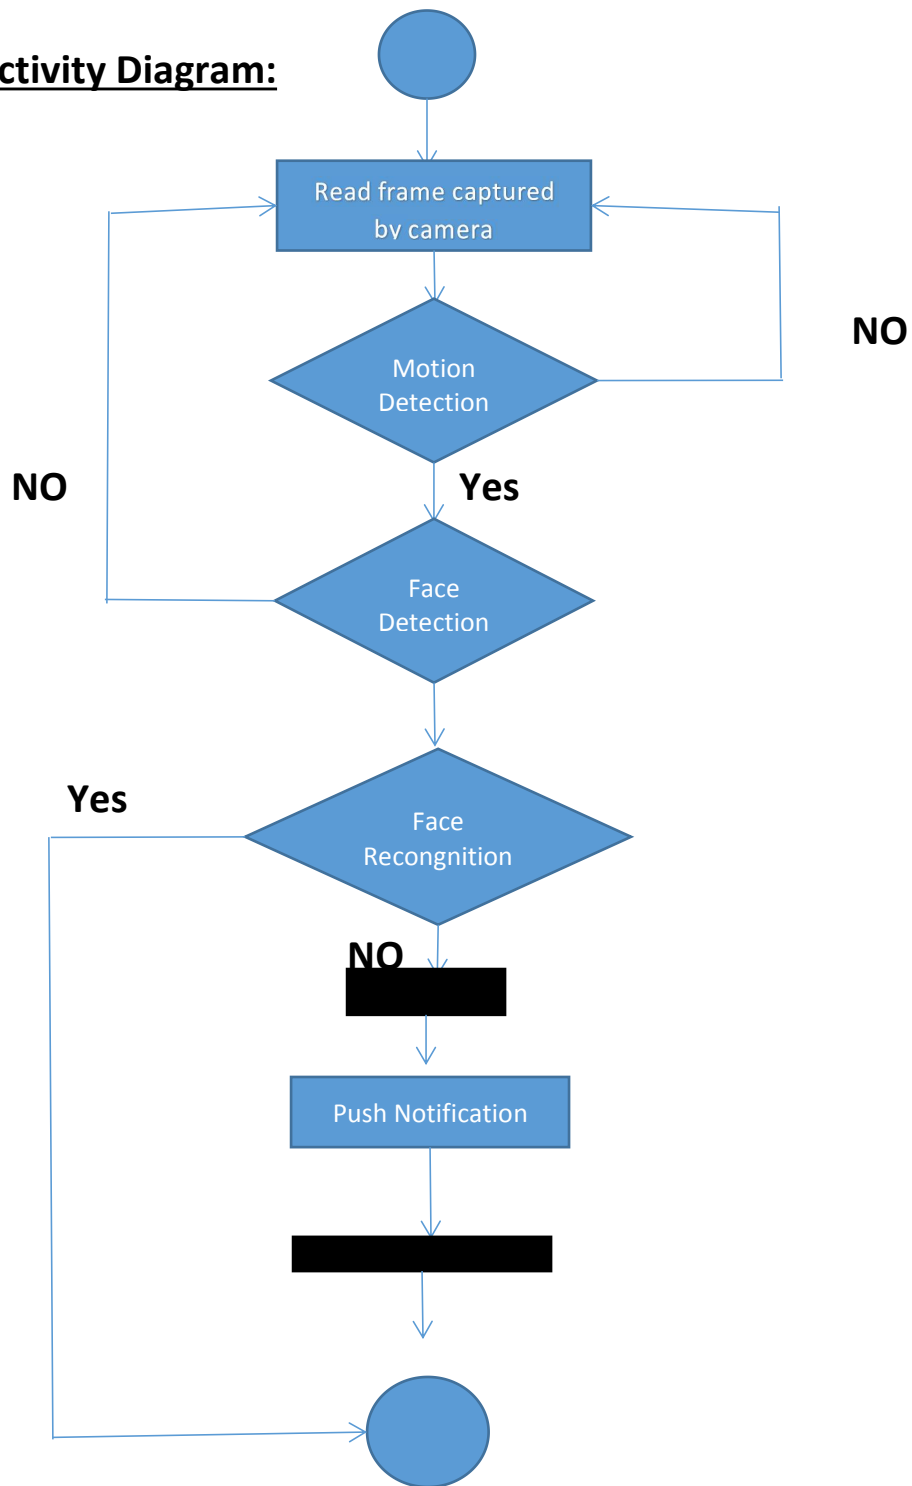 ctivity Diagram:
Read frame captured
by camera
NO
Motion
Detection
NO
Yes
Face
Detection
Yes
Face
Recongnition
NO
Push Notification